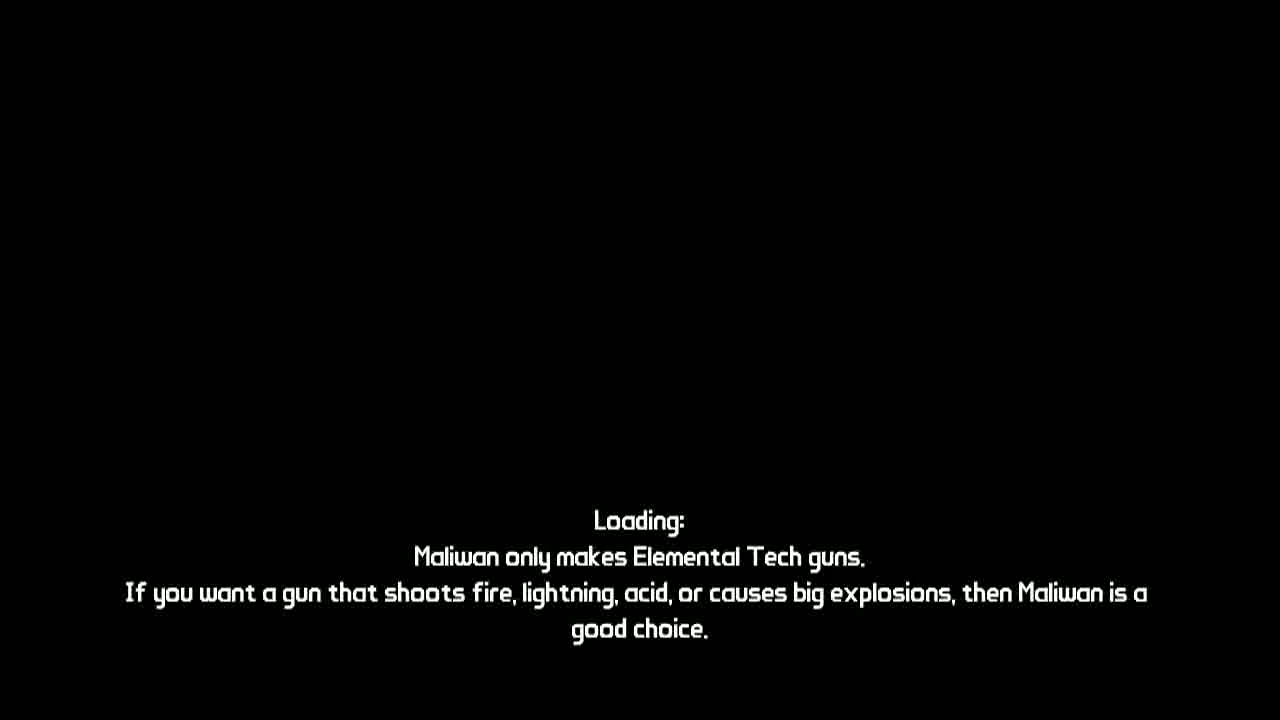 Loading:
Maliwan only makes Elemental Tech guns.
If you want a gun that shoots fire, lightning, acid, or causes big explosions, then Maliwan is a
good choice.